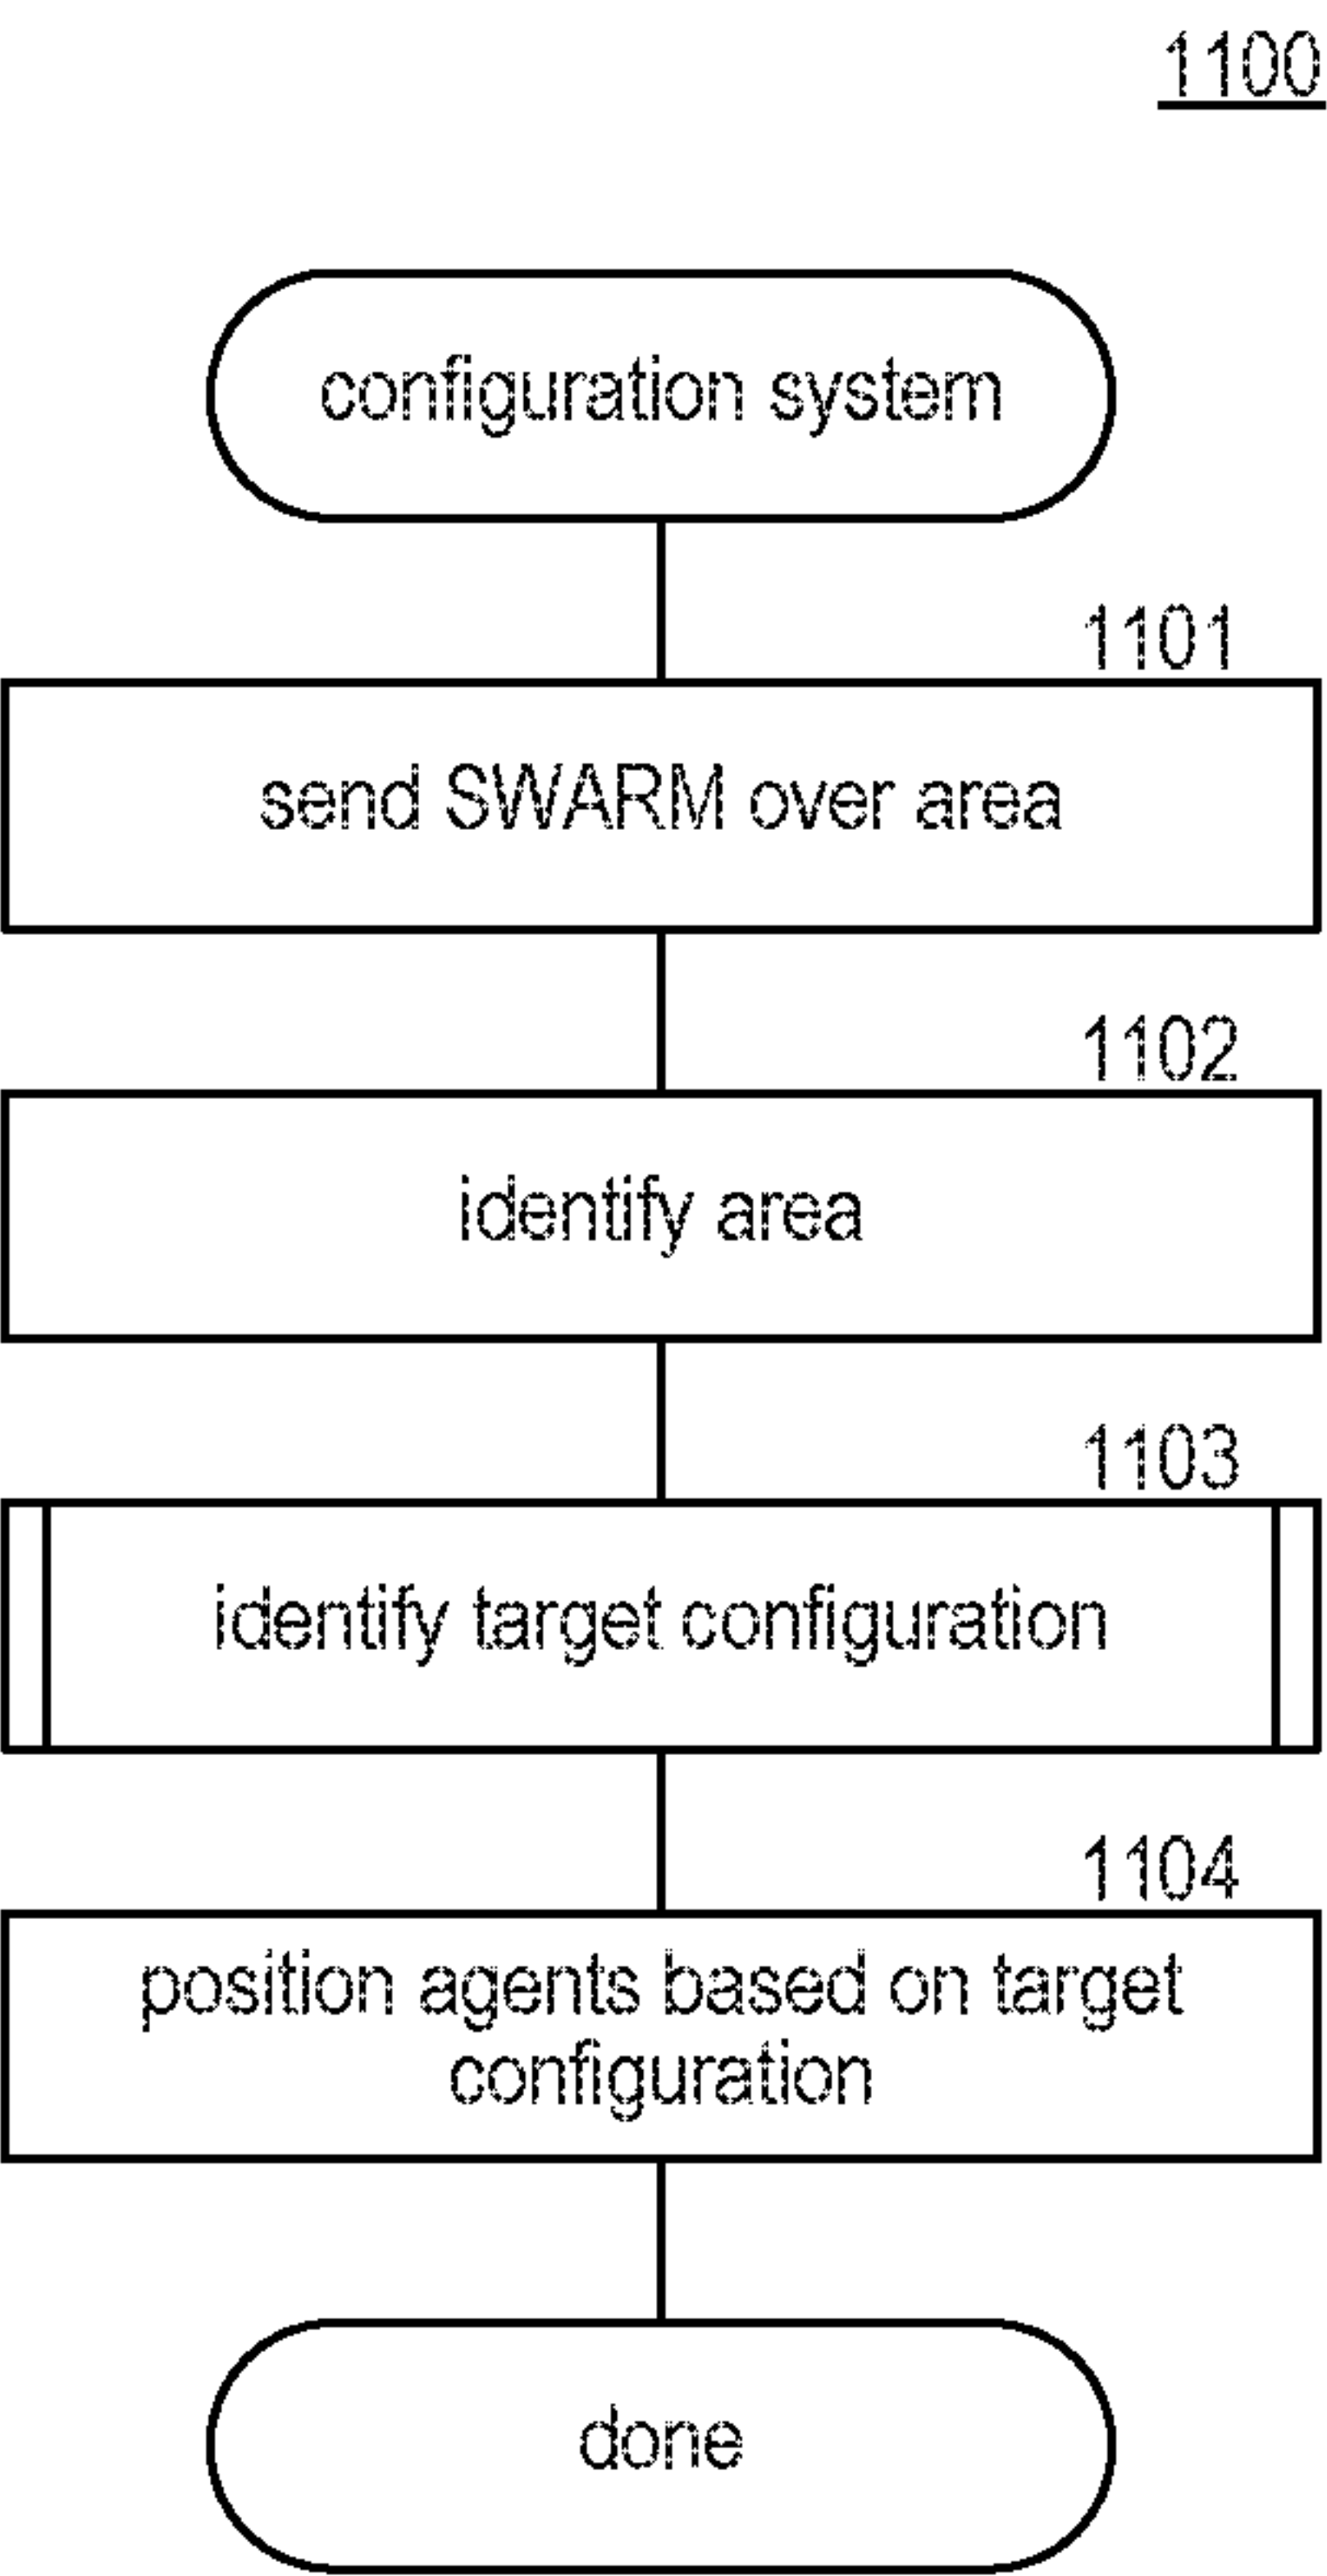 1100
configuration system
1101
send SWARM over area
1102
identify area
1103
identify target configuration
1104
position agents based on target
configuration
done